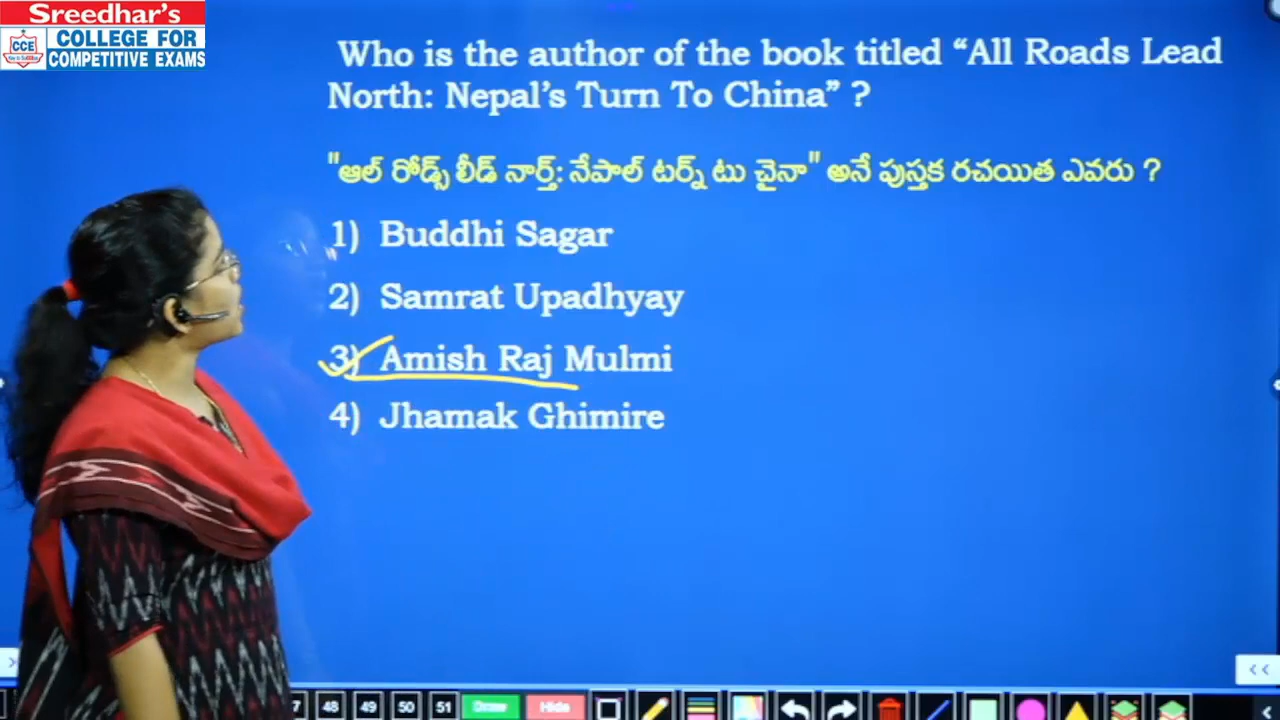 Sreedhar's
CCE
COLLEGE FOR
COMPETITIVE EXAMS
Who is the author of the book titled “All Roads Lead
North: Nepal’s Turn To China” ?
"ఆల్ రోడ్స్ లీడ్ నార్త్: నేపాల్ టర్న్ టు చైనా" అనే పుస్తక రచయిత ఎవరు ?
1) Buddhi Sagar
2) Samrat Upadhyay
3) Amish Raj Mulmi
4) Jhamak Ghimire
48 49 50 51 Draw Hide